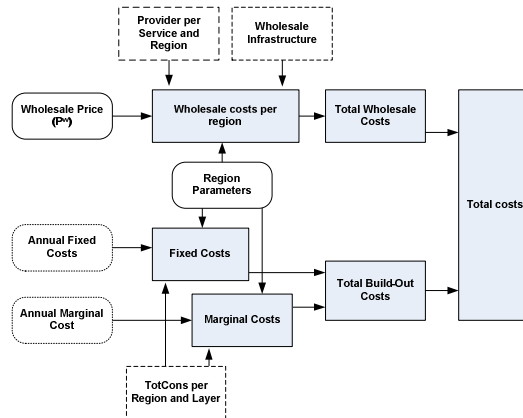 Provider per
Service and
Region
Wholesale
Infrastructure
Wholesale Price
(Pʷ)
Wholesale costs per
region
Total Wholesale
Costs
Region
Parameters
Total costs
Annual Fixed
Costs
Fixed Costs
Total Build-Out
Costs
Annual Marginal
Cost
Marginal Costs
TotCons per
Region and Layer